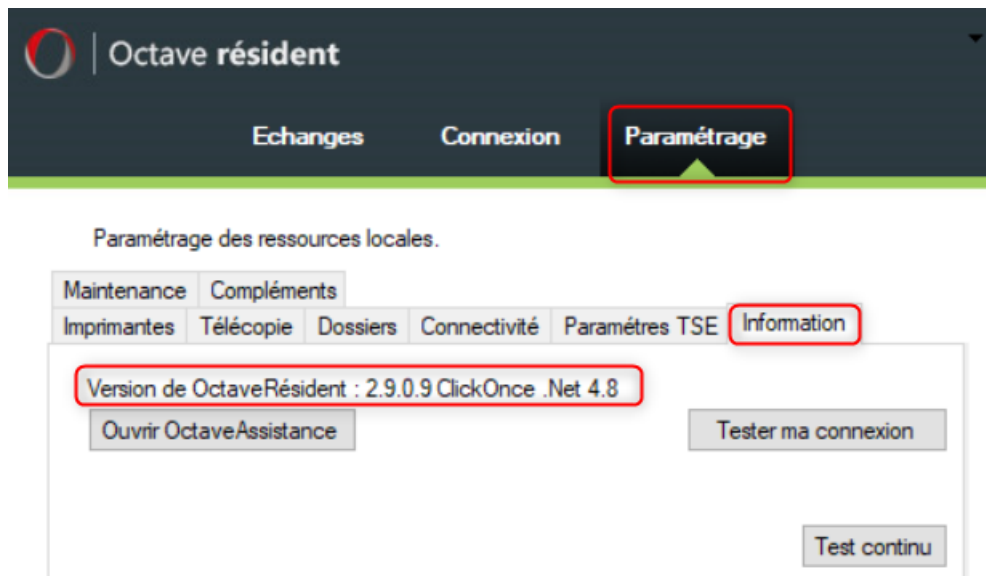 Octave résident
Echanges Connexion Paramétrage
Paramétrage des ressources locales.
Maintenance Compléments
Imprimantes Télécopie Dossiers Connectivité Paramétres TSE Information
Version de OctaveRésident : 2.9.0.9 ClickOnce .Net 4.8
Ouvrir OctaveAssistance Tester ma connexion
Test continu